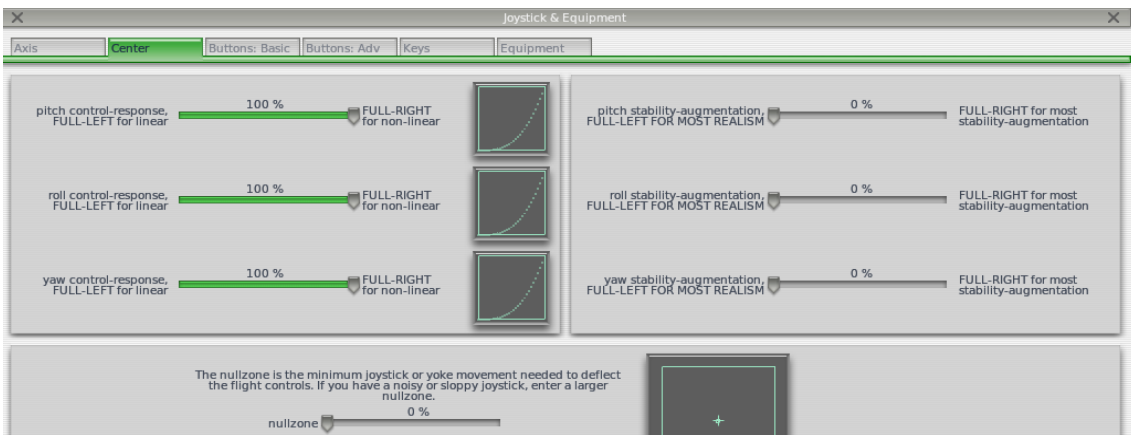 Joystick & Equipment
Axis
Center
Buttons: Basic
Buttons: Adv
Keys
Equipment
pitch control-response,
FULL-LEFT for linear
100 %
FULL-RIGHT
for non-linear
roll control-response,
FULL-LEFT for linear
100 %
FULL-RIGHT
for non-linear
yaw control-response,
FULL-LEFT for linear
100 %
FULL-RIGHT
for non-linear
pitch stability-augmentation,
FULL-LEFT FOR MOST REALISM
0 %
FULL-RIGHT for most
stability-augmentation
roll stability-augmentation,
FULL-LEFT FOR MOST REALISM
0 %
FULL-RIGHT for most
stability-augmentation
yaw stability-augmentation,
FULL-LEFT FOR MOST REALISM
0 %
FULL-RIGHT for most
stability-augmentation
The nullzone is the minimum joystick or yoke movement needed to deflect
the flight controls. If you have a noisy or sloppy joystick, enter a larger
nullzone.
0 %
nullzone